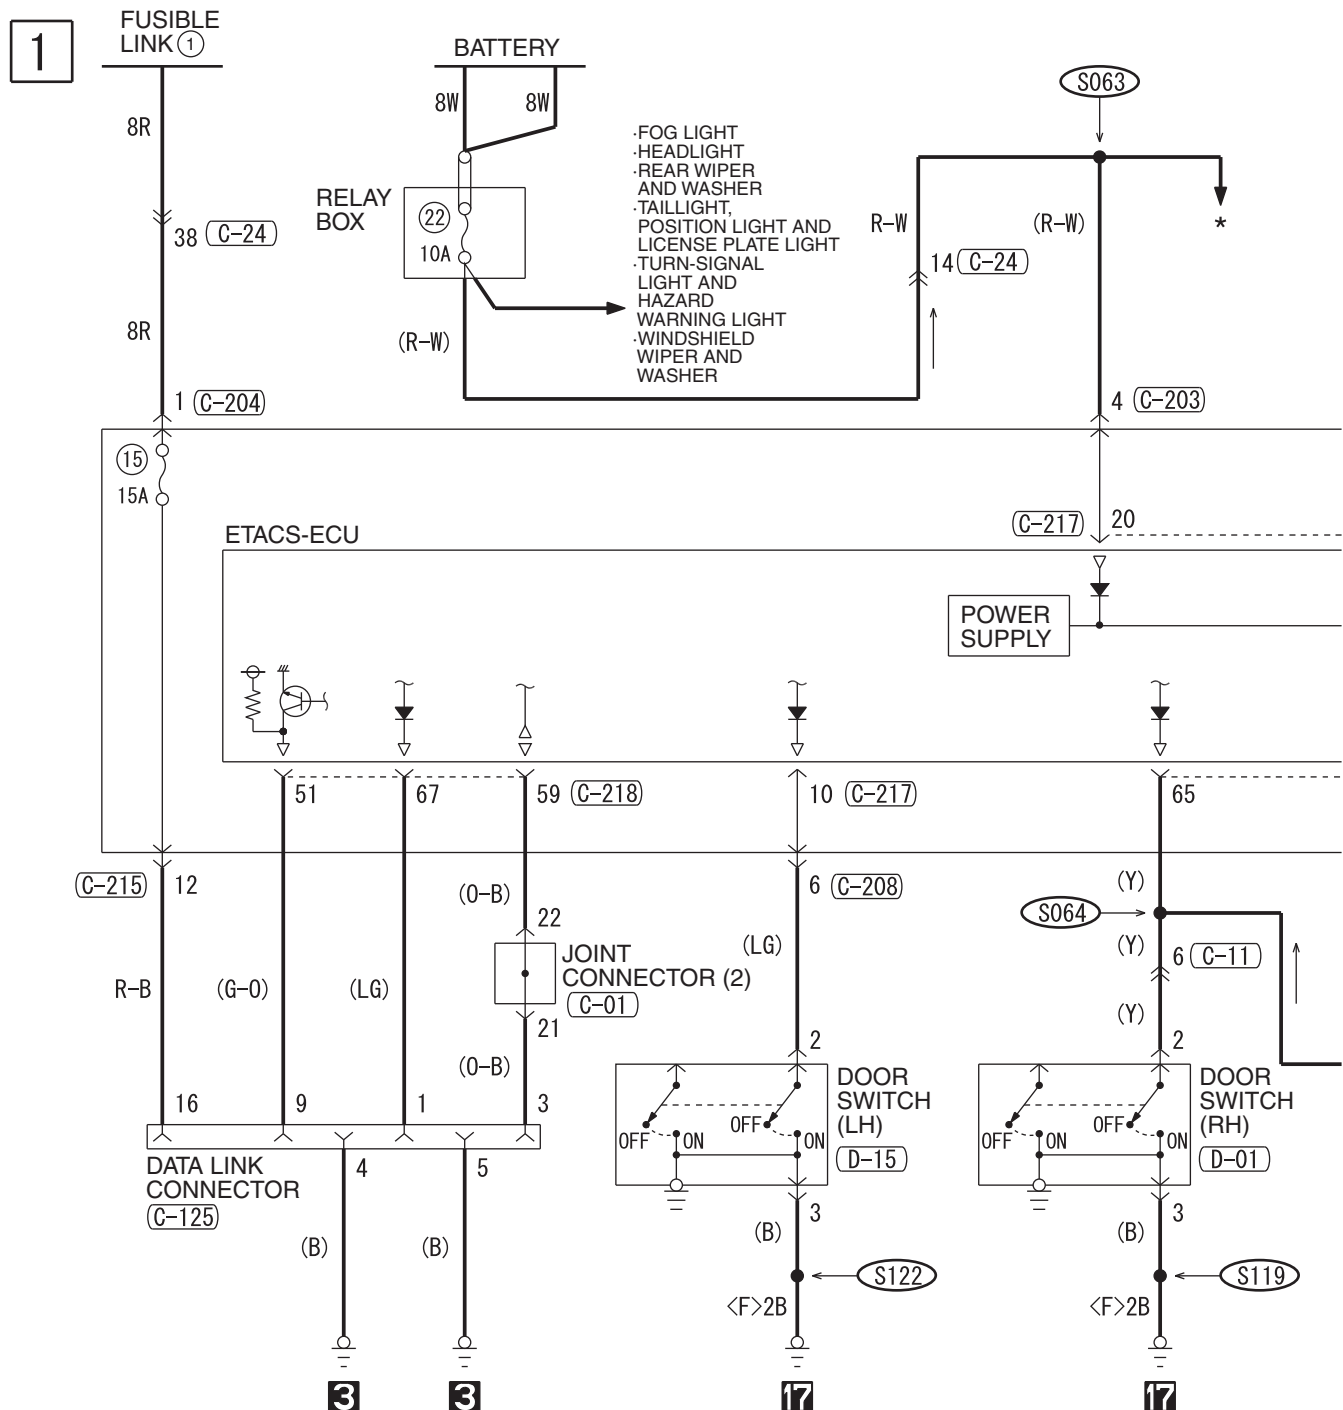 1
FUSIBLE
LINK 1
BATTERY
8W
8W
S063
8R
·FOG LIGHT
·HEADLIGHT
·REAR WIPER
AND WASHER
·TAILLIGHT,
POSITION LIGHT AND
LICENSE PLATE LIGHT
·TURN-SIGNAL
LIGHT AND
HAZARD
WARNING LIGHT
·WINDSHIELD
WIPER AND
WASHER
RELAY
BOX
22
10A
38 C-24
R-W
(R-W)
*
14 C-24
8R
(R-W)
1 C-204
4 C-203
15
15A
ETACS-ECU
C-217 20
POWER
SUPPLY
51
67
59 C-218
10 C-217
65
C-215 12
6 C-208
(O-B)
(Y)
22
S064
JOINT
CONNECTOR (2)
C-01
(LG)
(Y)
6 C-11
R-B
(G-O)
(LG)
21
(Y)
(O-B)
2
2
DOOR
SWITCH
(LH)
D-15
OFF
ON
OFF
ON
DOOR
SWITCH
(RH)
D-01
OFF
ON
OFF
ON
16
9
1
3
DATA LINK
CONNECTOR
C-125
4
5
3
3
(B)
(B)
(B)
(B)
S122
S119
<F>2B
<F>2B
3
3
17
17